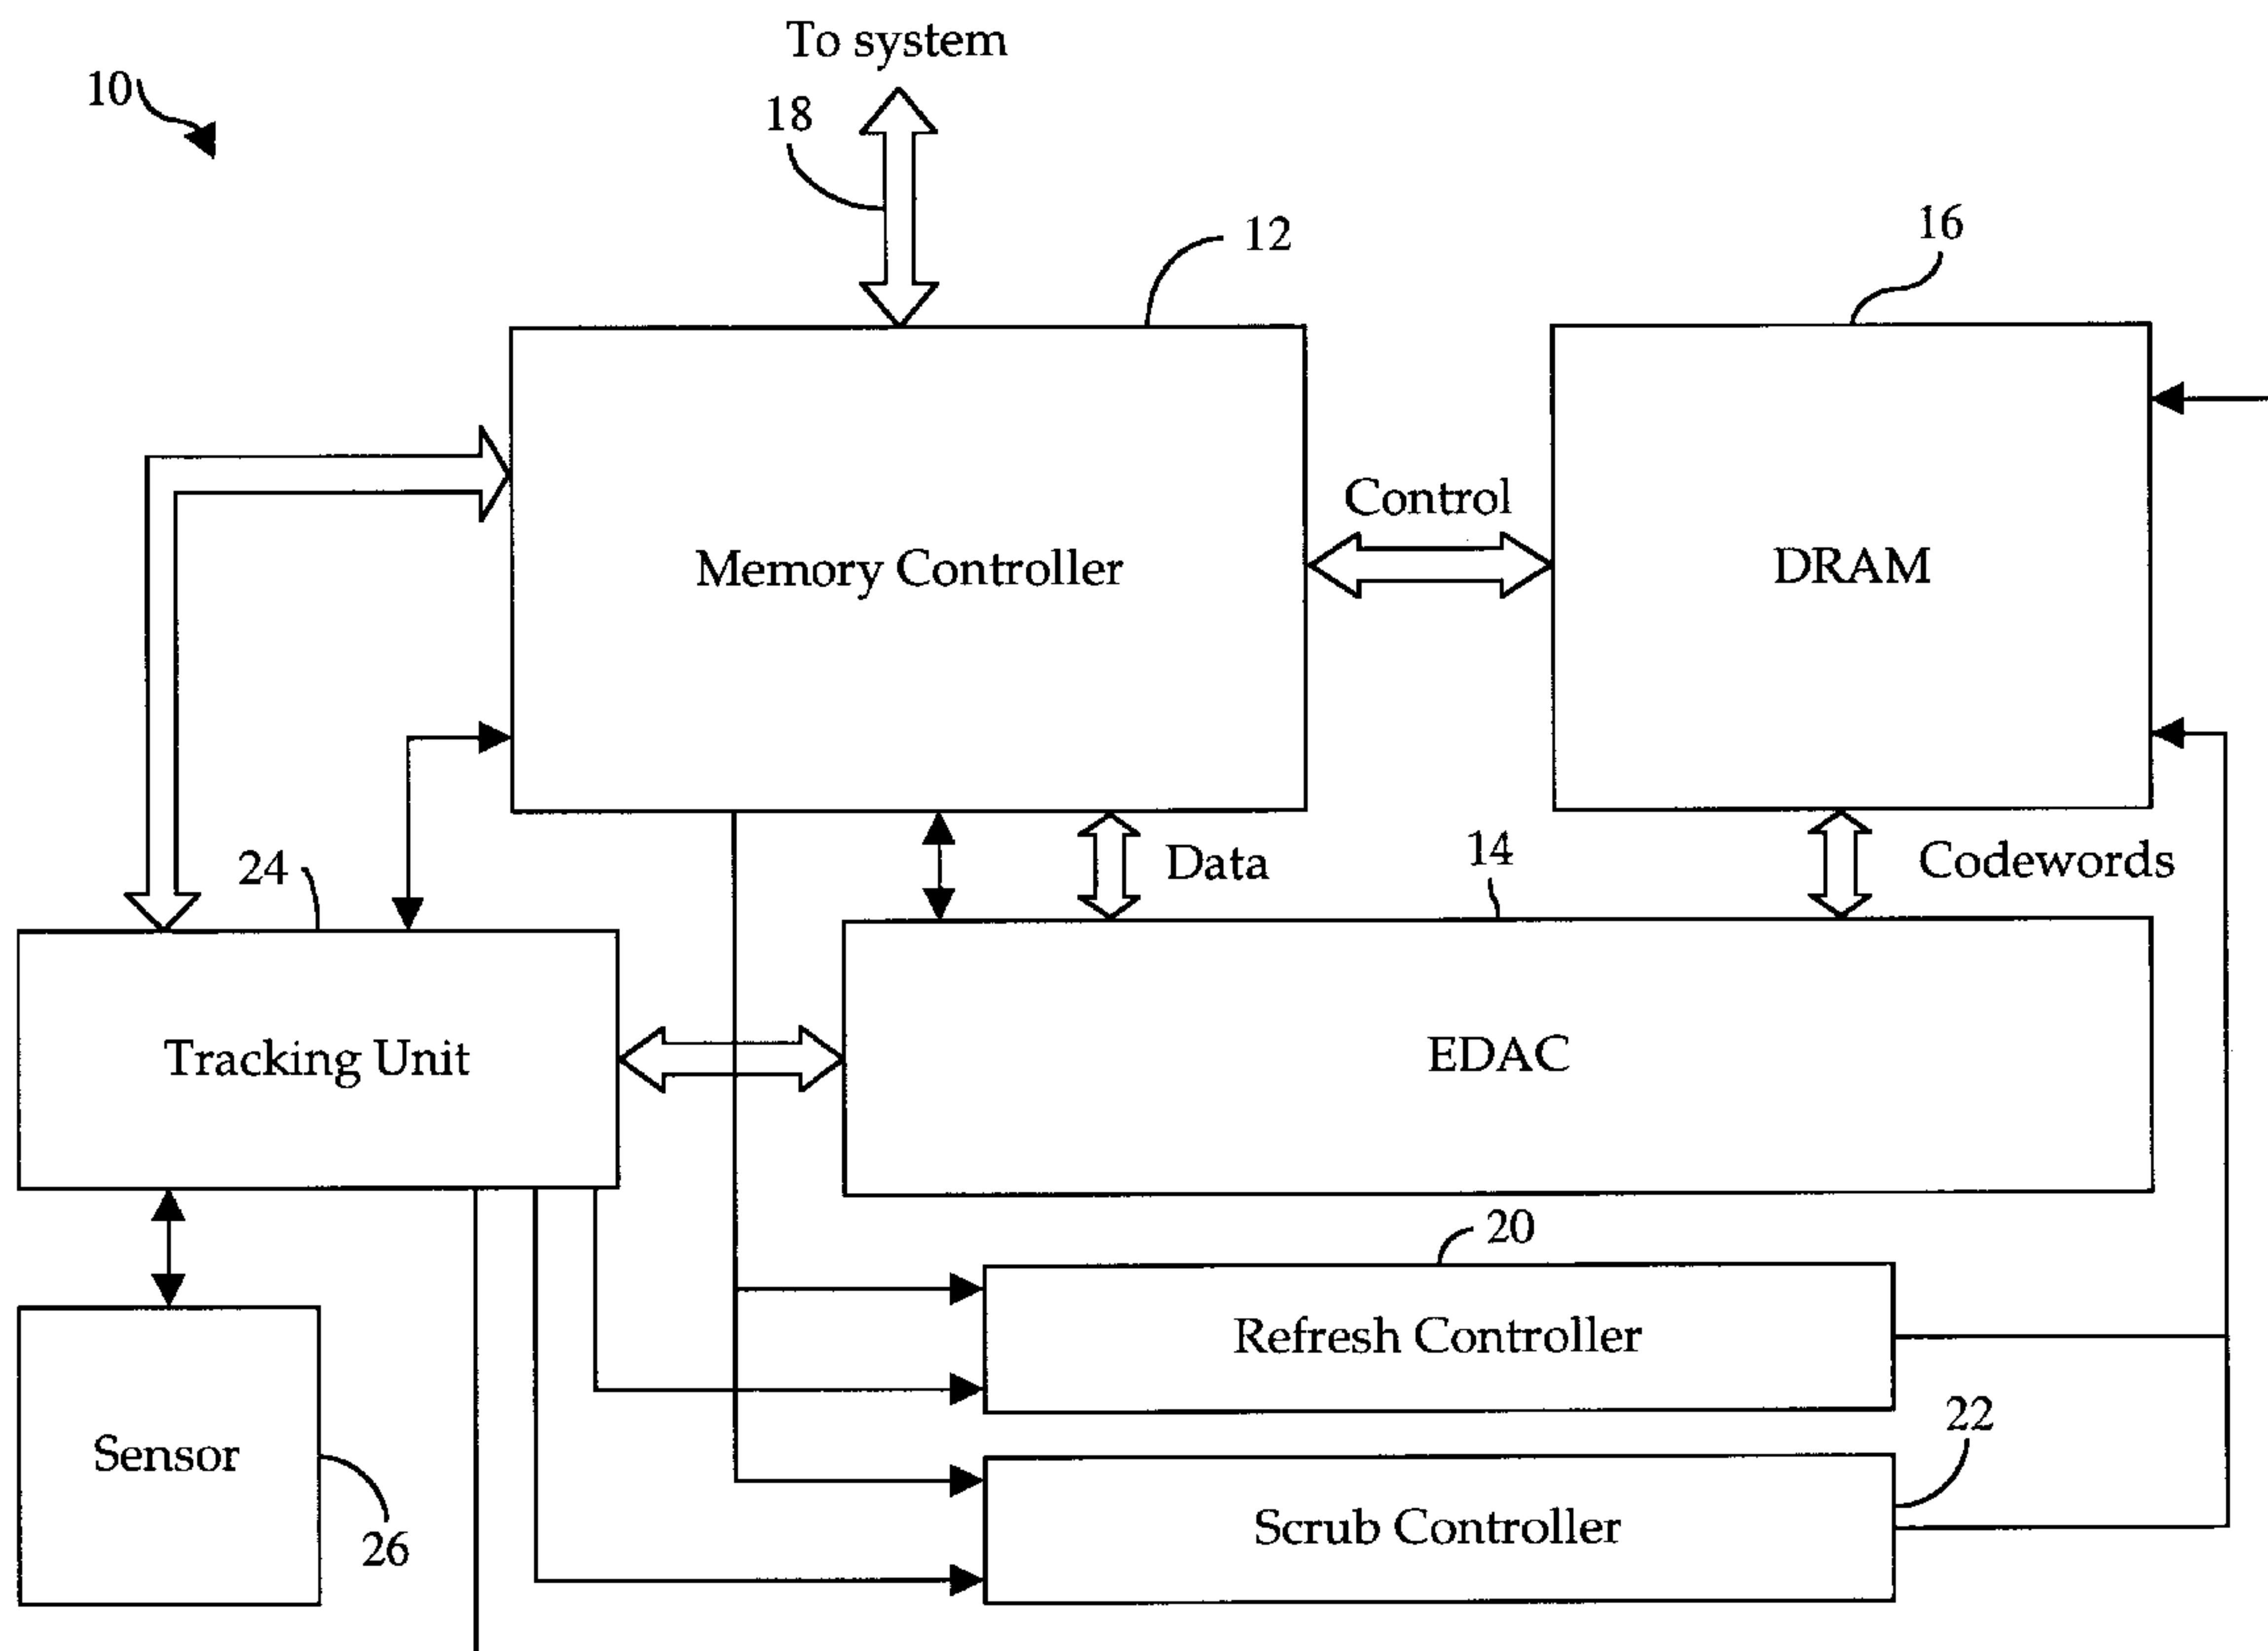 To system
10
18
12
16
Control
Memory Controller
DRAM
24
Data
14
Codewords
Tracking Unit
EDAC
20
Refresh Controller
22
Sensor
Scrub Controller
26